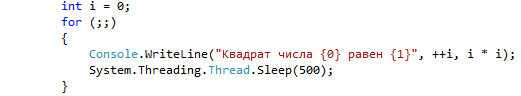 int i = 0;
for (;;)
{
Console.WriteLine("Квадрат числа {0} равен {1}", ++i, i * i);
System.Threading.Thread.Sleep(500);
}